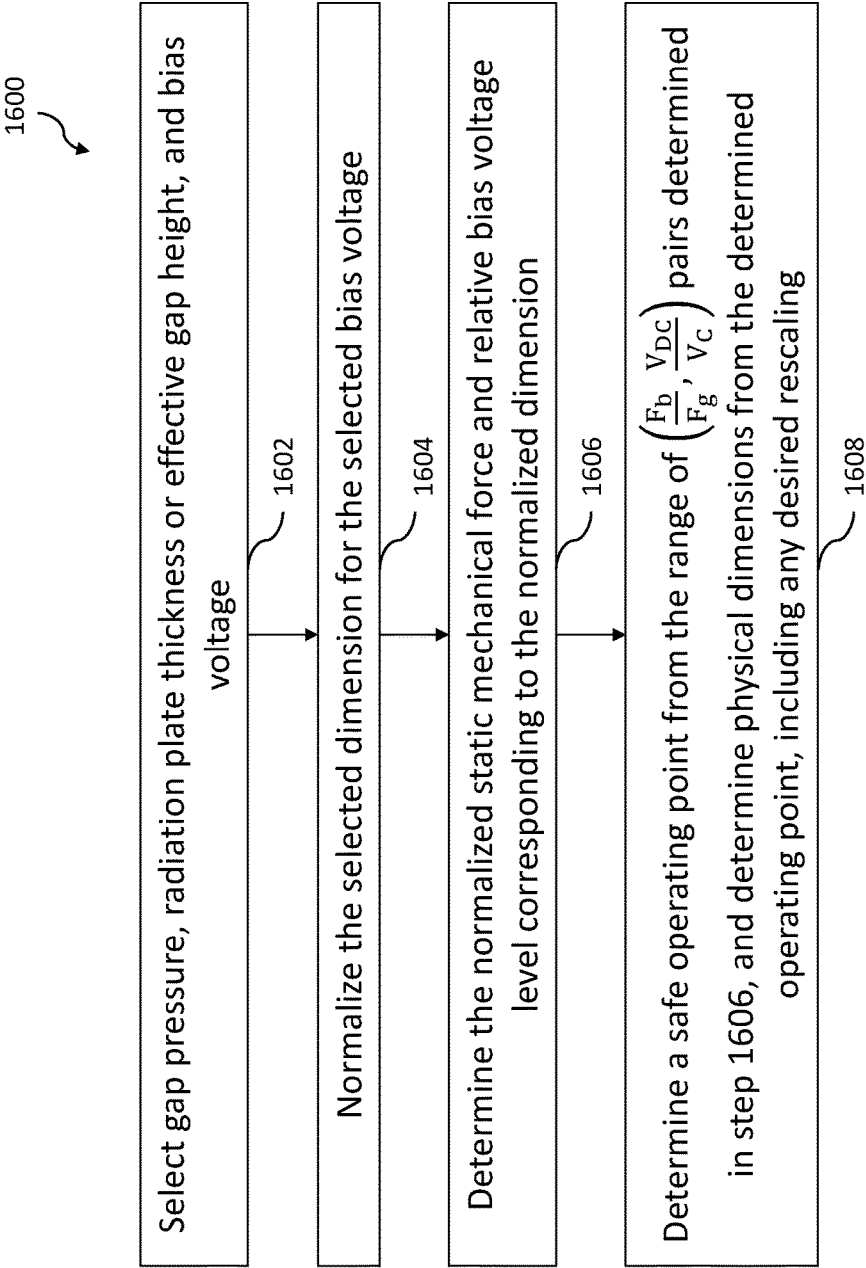 1600
Select gap pressure, radiation plate thickness or effective gap height, and bias
voltage
1602
Normalize the selected dimension for the selected bias voltage
1604
Determine the normalized static mechanical force and relative bias voltage
level corresponding to the normalized dimension
1606
Determine a safe operating point from the range of (F_b/F_g, V_DC/V_C) pairs determined
in step 1606, and determine physical dimensions from the determined
operating point, including any desired rescaling
1608